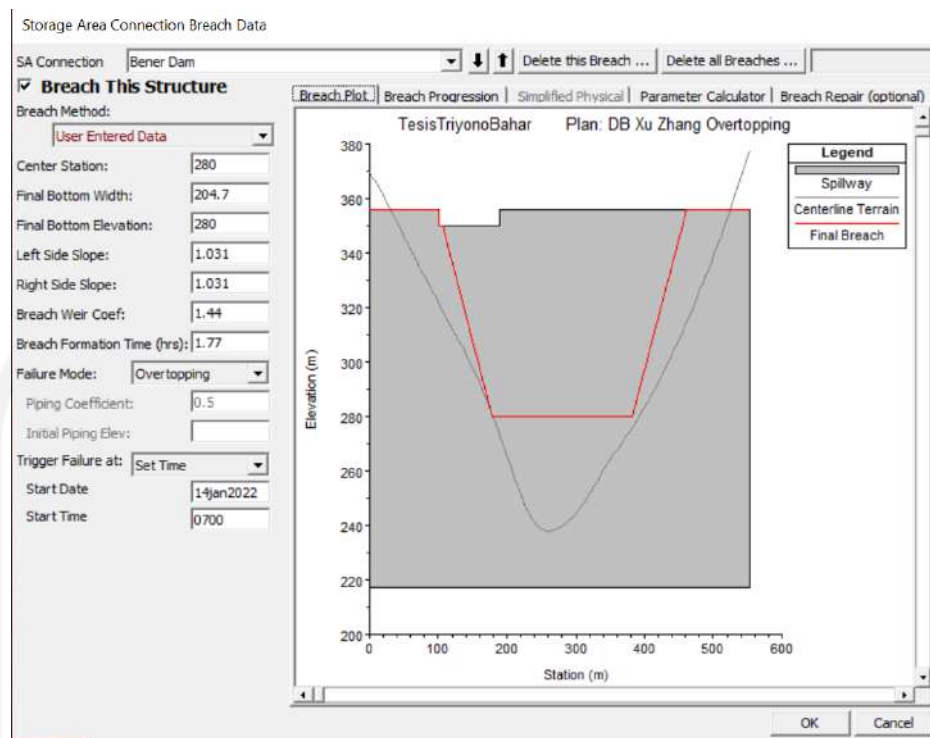 Storage Area Connection Breach Data
SA Connection Bener Dam Delete this Breach ... Delete all Breaches ...
Breach This Structure
Breach Method:
User Entered Data
Center Station: 280
Final Bottom Width: 204.7
Final Bottom Elevation: 280
Left Side Slope: 1.031
Right Side Slope: 1.031
Breach Weir Coef: 1.44
Breach Formation Time (hrs): 1.77
Failure Mode: Overtopping
Piping Coefficient: 0.5
Initial Piping Elev:
Trigger Failure at: Set Time
Start Date 14jan2022
Start Time 0700
Breach Plot Breach Progression Simplified Physical Parameter Calculator Breach Repair (optional)
TesisTriyonoBahar Plan: DB Xu Zhang Overtopping
Legend
Spillway
Centerline Terrain
Final Breach
Elevation (m)
380
360
340
320
300
280
260
240
220
200
0 100 200 300 400 500 600
Station (m)
OK Cancel